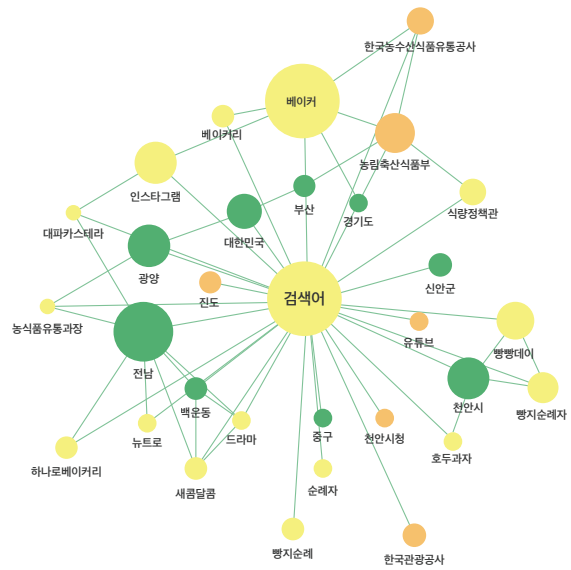 한국농수산식품유통공사
베이커
베이커리
농림축산식품부
인스타그램
부산
경기도
식량정책관
대파카스테라
대한민국
광양
신안군
진도
검색어
농식품유통과장
유튜브
빵빵데이
전남
천안시
빵지순례자
백운동
뉴트로
드라마
중구
천안시청
호두과자
하나로베이커리
새콤달콤
순례자
빵지순례
한국관광공사